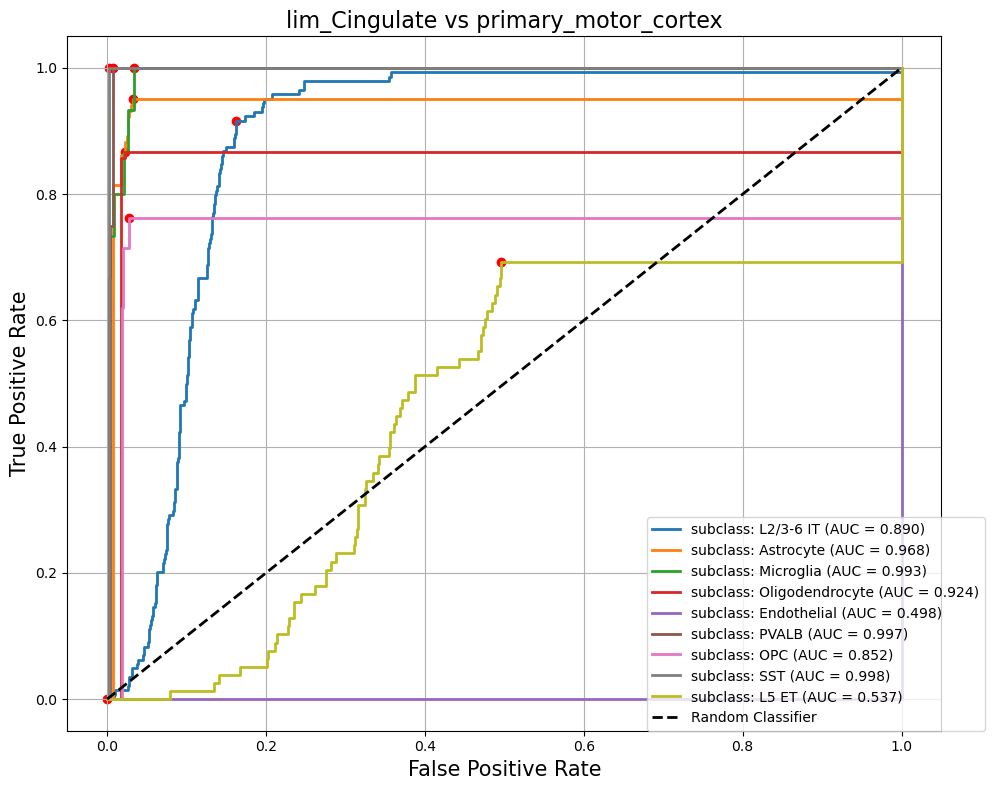 lim_Cingulate vs primary_motor_cortex
True Positive Rate
1.0
0.8
0.6
0.4
0.2
0.0
subclass: L2/3-6 IT (AUC = 0.890)
subclass: Astrocyte (AUC = 0.968)
subclass: Microglia (AUC = 0.993)
subclass: Oligodendrocyte (AUC = 0.924)
subclass: Endothelial (AUC = 0.498)
subclass: PVALB (AUC = 0.997)
subclass: OPC (AUC = 0.852)
subclass: SST (AUC = 0.998)
subclass: L5 ET (AUC = 0.537)
Random Classifier
0.0 0.2 0.4 0.6 0.8 1.0
False Positive Rate